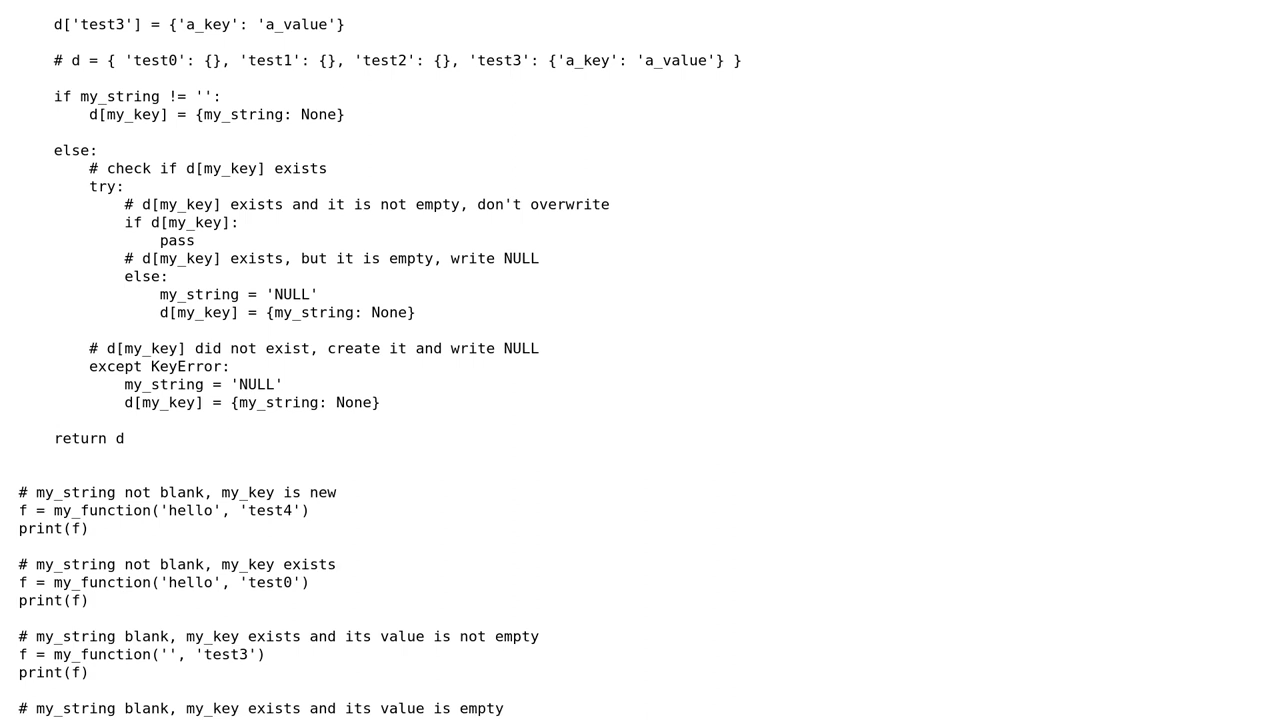 d['test3'] = {'a_key': 'a_value'}

    # d = { 'test0': {}, 'test1': {}, 'test2': {}, 'test3': {'a_key': 'a_value'} }

    if my_string != '':
        d[my_key] = {my_string: None}

    else:
        # check if d[my_key] exists
        try:
            # d[my_key] exists and it is not empty, don't overwrite
            if d[my_key]:
                pass
            # d[my_key] exists, but it is empty, write NULL
            else:
                my_string = 'NULL'
                d[my_key] = {my_string: None}

        # d[my_key] did not exist, create it and write NULL
        except KeyError:
            my_string = 'NULL'
            d[my_key] = {my_string: None}

    return d


# my_string not blank, my_key is new
f = my_function('hello', 'test4')
print(f)

# my_string not blank, my_key exists
f = my_function('hello', 'test0')
print(f)

# my_string blank, my_key exists and its value is not empty
f = my_function('', 'test3')
print(f)

# my_string blank, my_key exists and its value is empty